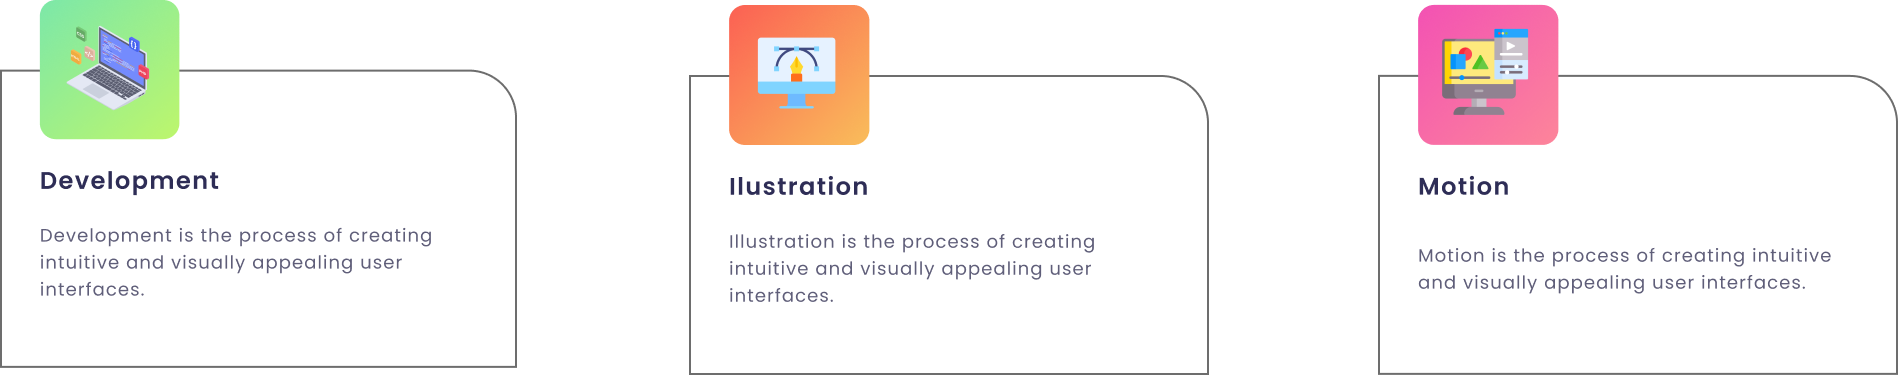 Development
Development is the process of creating
intuitive and visually appealing user
interfaces.
Ilustration
Illustration is the process of creating
intuitive and visually appealing user
interfaces.
Motion
Motion is the process of creating intuitive
and visually appealing user interfaces.